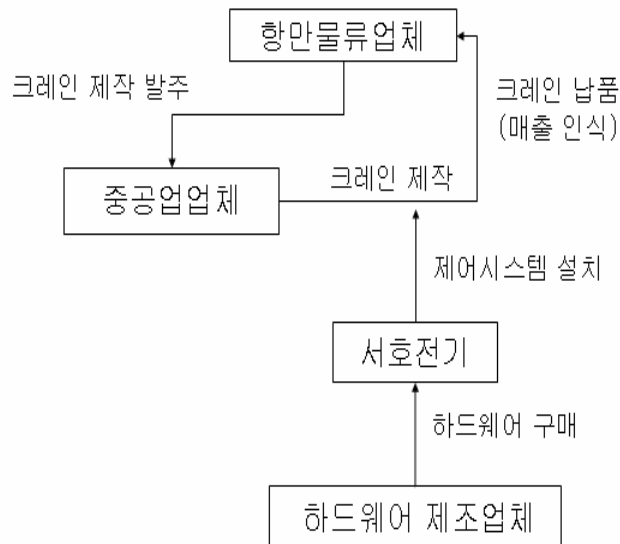 항만물류업체
크레인 제작 발주
크레인 납품
(매출 인식)
크레인 제작
중공업업체
제어시스템 설치
서호전기
하드웨어 구매
하드웨어 제조업체